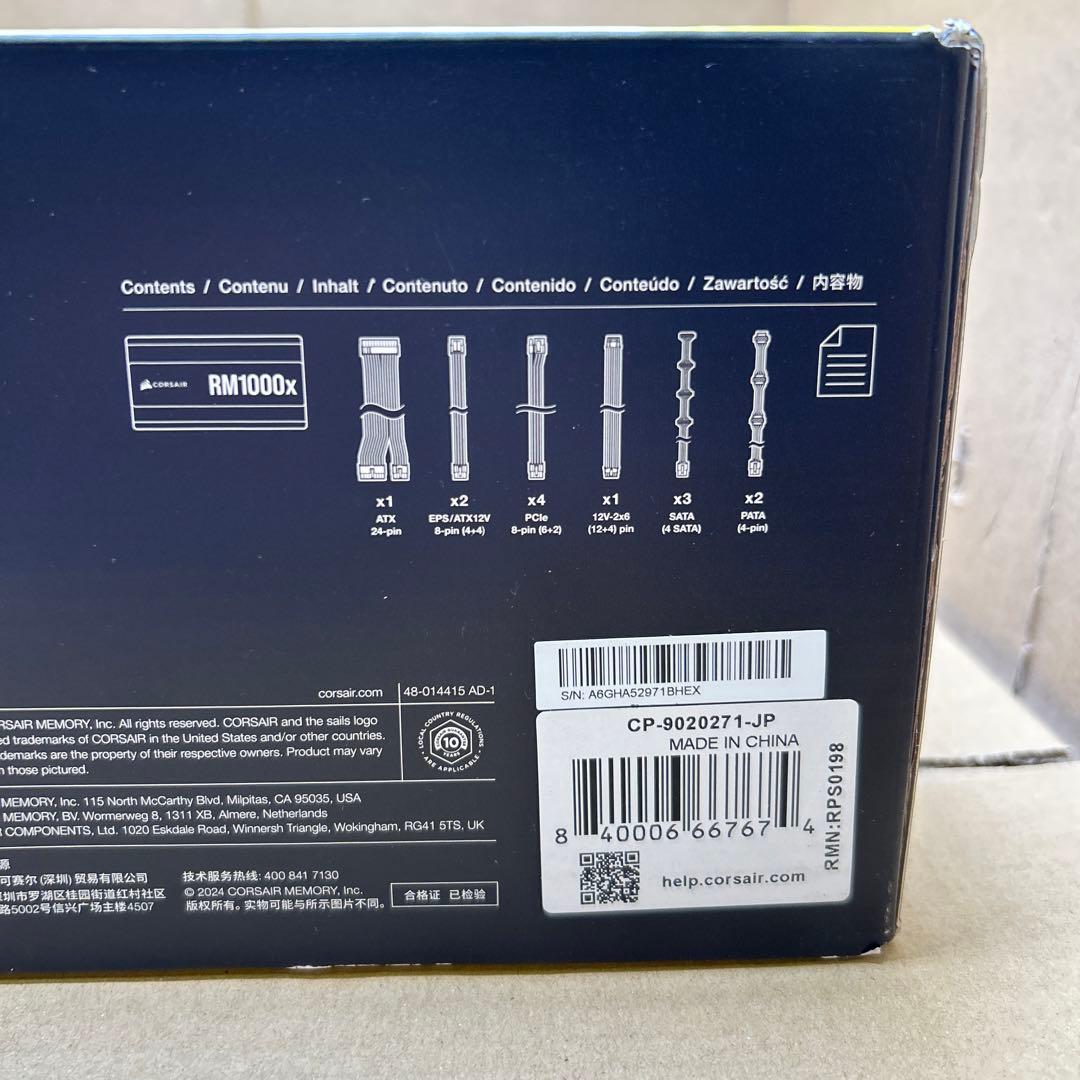 Contents / Contenu / Inhalt / Contenuto / Contenido / Conteúdo / Zawartość / 内容物
CORSAIR RM1000x
x1 ATX 24-pin
x2 EPS/ATX12V 8-pin (4+4)
x4 PCIe 8-pin (6+2)
x1 12V-2x6 (12+4) pin
x3 SATA (4 SATA)
x2 PATA (4-pin)
S/N: A6GHA52971BHEX
CP-9020271-JP
MADE IN CHINA
8 40006 66767 4
RMN:RPS0198
help.corsair.com
corsair.com
48-014415 AD-1
RSAIR MEMORY, Inc. All rights reserved. CORSAIR and the sails logo
ed trademarks of CORSAIR in the United States and/or other countries.
demarks are the property of their respective owners. Product may vary
n those pictured.
LOCAL COUNTRY REGULATIONS ARE APPLICABLE
10
YEARS
MEMORY, Inc. 115 North McCarthy Blvd, Milpitas, CA 95035, USA
MEMORY, BV. Wormerweg 8, 1311 XB, Almere, Netherlands
COMPONENTS, Ltd. 1020 Eskdale Road, Winnersh Triangle, Wokingham, RG41 5TS, UK
源
可赛尔 (深圳) 贸易有限公司
圳市罗湖区桂园街道红村社区
路5002号信兴广场主楼4507
技术服务热线: 400 841 7130
© 2024 CORSAIR MEMORY, Inc.
版权所有。实物可能与所示图片不同。
合格证 已检验